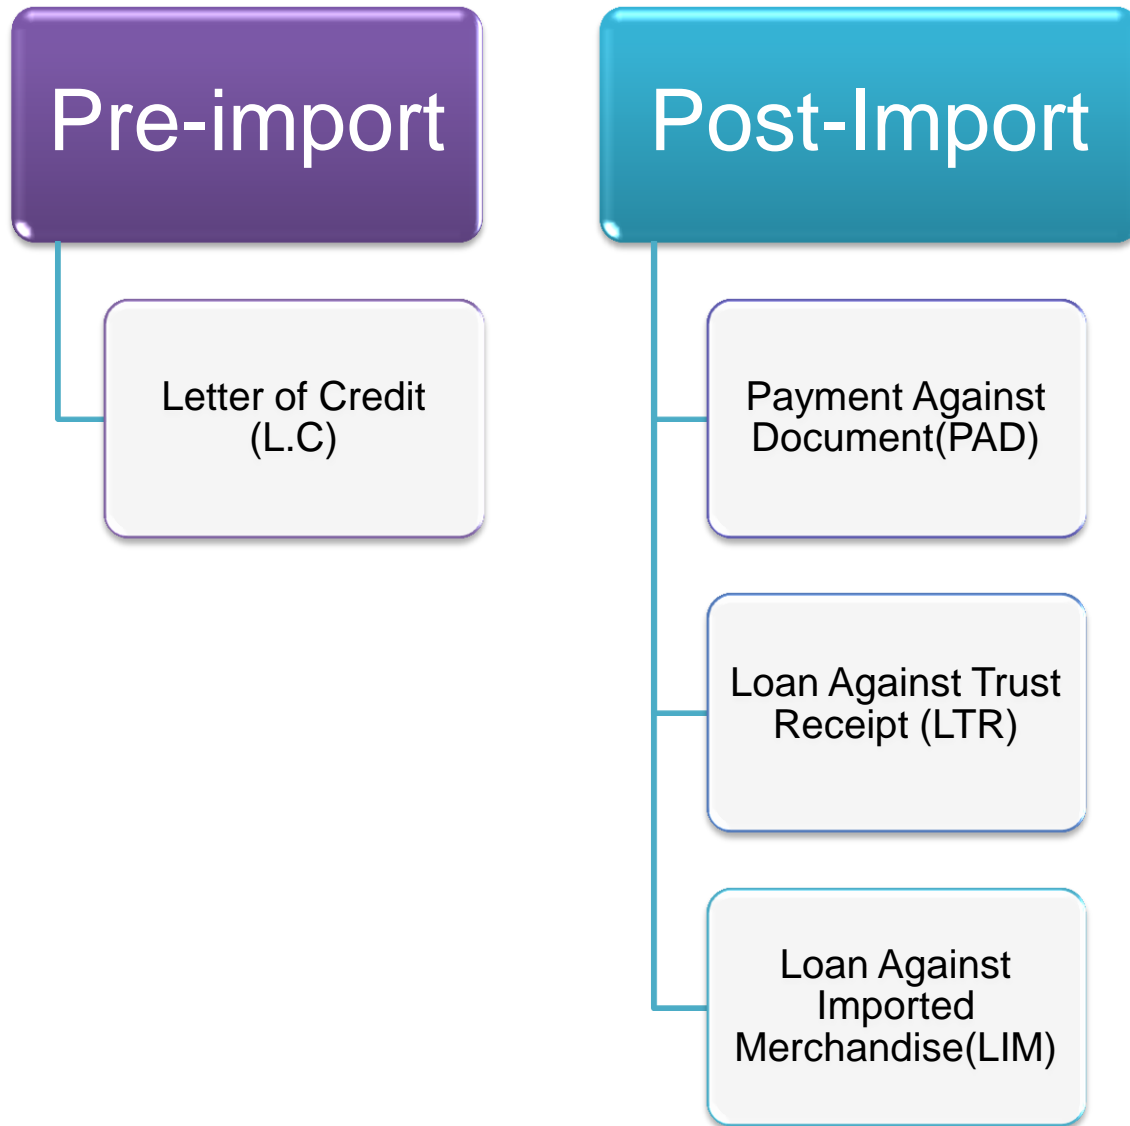 Pre-import
Letter of Credit
(L.C)
Post-Import
Payment Against
Document(PAD)
Loan Against Trust
Receipt (LTR)
Loan Against
Imported
Merchandise(LIM)